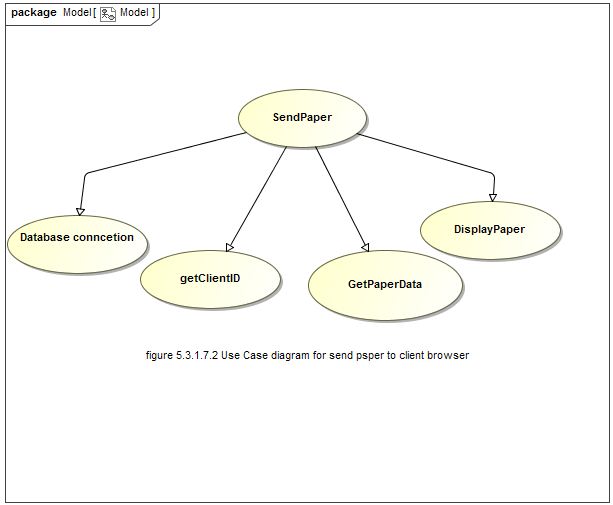 package Model [ Model ]
SendPaper
Database conncetion
getClientID
GetPaperData
DisplayPaper
figure 5.3.1.7.2 Use Case diagram for send psper to client browser